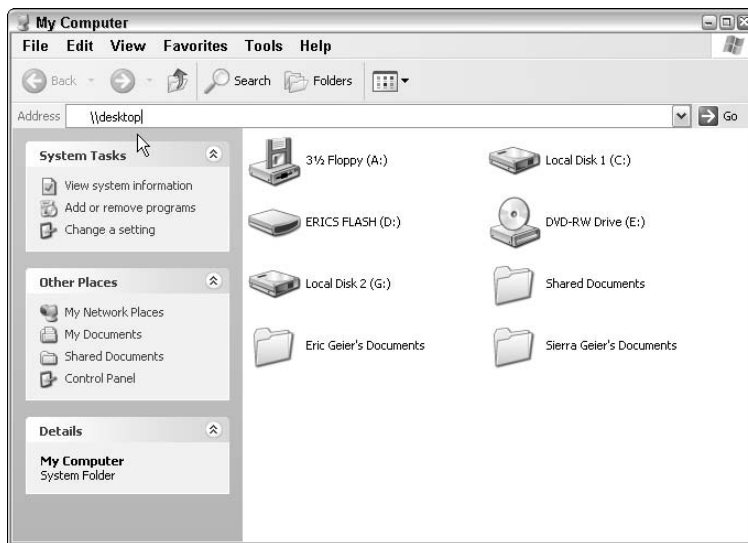 My Computer
File Edit View Favorites Tools Help
Back Search Folders
Address \\desktop Go
System Tasks
View system information
Add or remove programs
Change a setting
Other Places
My Network Places
My Documents
Shared Documents
Control Panel
Details
My Computer
System Folder
3½ Floppy (A:) Local Disk 1 (C:)
ERICS FLASH (D:) DVD-RW Drive (E:)
Local Disk 2 (G:) Shared Documents
Eric Geier's Documents Sierra Geier's Documents